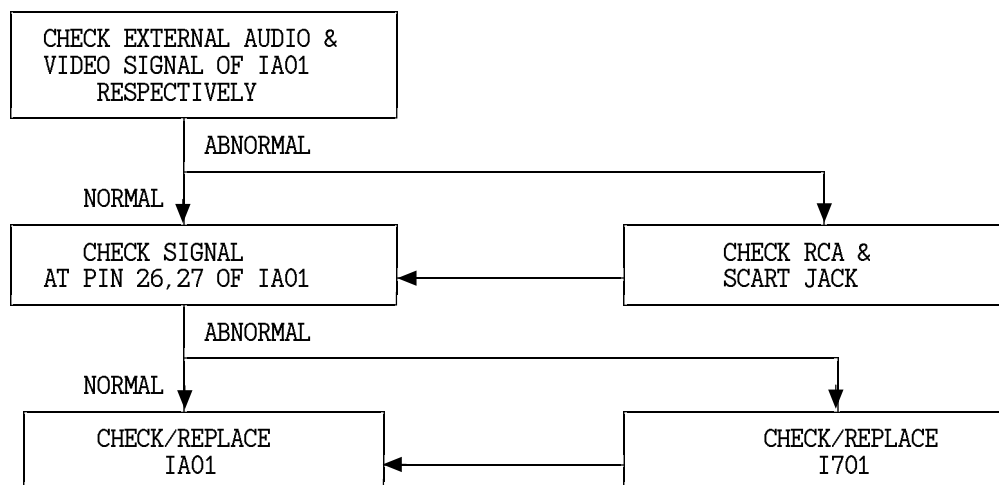 CHECK EXTERNAL AUDIO &
VIDEO SIGNAL OF IA01
RESPECTIVELY
ABNORMAL
NORMAL
CHECK SIGNAL
AT PIN 26,27 OF IA01
CHECK RCA &
SCART JACK
ABNORMAL
NORMAL
CHECK/REPLACE
IA01
CHECK/REPLACE
I701